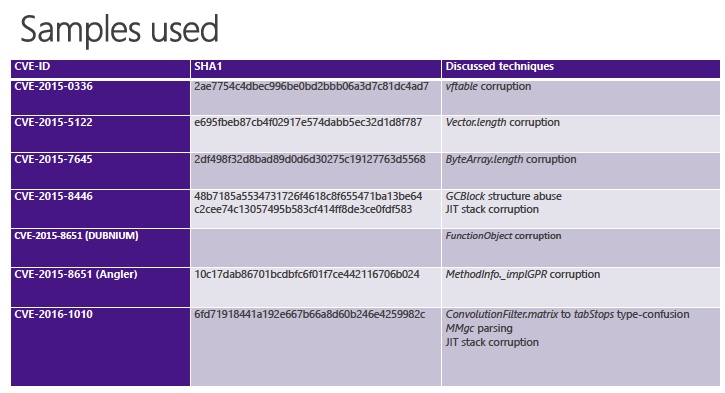 Samples used
CVE-ID SHA1 Discussed techniques
CVE-2015-0336 2ae7754c4dbec996be0bd2bbb06a3d7c81dc4ad7 vftable corruption
CVE-2015-5122 e695fbeb87cb4f02917e574dabb5ec32d1d8f787 Vector.length corruption
CVE-2015-7645 2df498f32d8bad89d0d6d30275c19127763d5568 ByteArray.length corruption
CVE-2015-8446 48b7185a5534731726f4618c8f655471ba13be64 GCBlock structure abuse
c2cee74c13057495b583cf414ff8de3ce0fdf583 JIT stack corruption
CVE-2015-8651 (DUBNIUM) FunctionObject corruption
CVE-2015-8651 (Angler) 10c17dab86701bcdbfc6f01f7ce442116706b024 MethodInfo._implGPR corruption
CVE-2016-1010 6fd71918441a192e667b66a8d60b246e4259982c ConvolutionFilter.matrix to tabStops type-confusion
MMgc parsing
JIT stack corruption